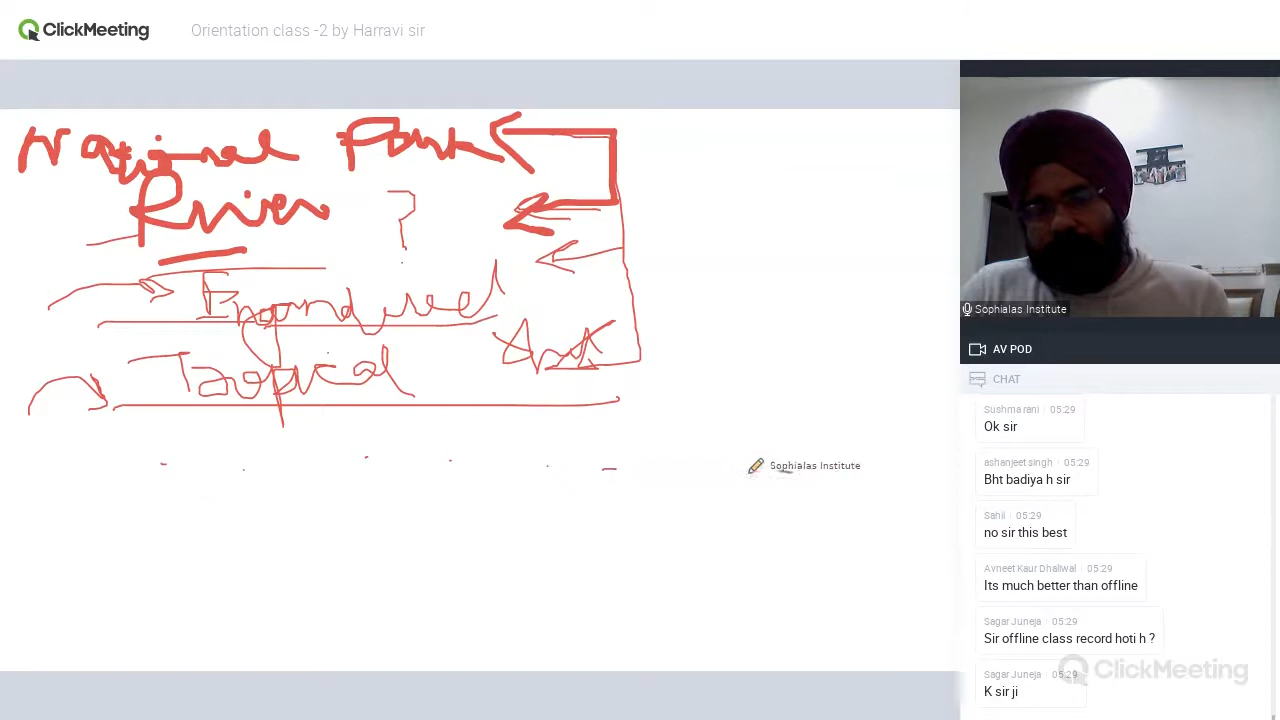 ClickMeeting
Orientation class -2 by Harravi sir
National Park
River ?
Tropical
Sophialas Institute
Sophialas Institute
AV POD
CHAT
Sushma rani 05:29
Ok sir
ashanjeet singh 05:29
Bht badiya h sir
Sahil 05:29
no sir this best
Avneet Kaur Dhaliwal 05:29
Its much better than offline
Sagar Juneja 05:29
Sir offline class record hoti h ?
Sagar Juneja 05:29
K sir ji
ClickMeeting